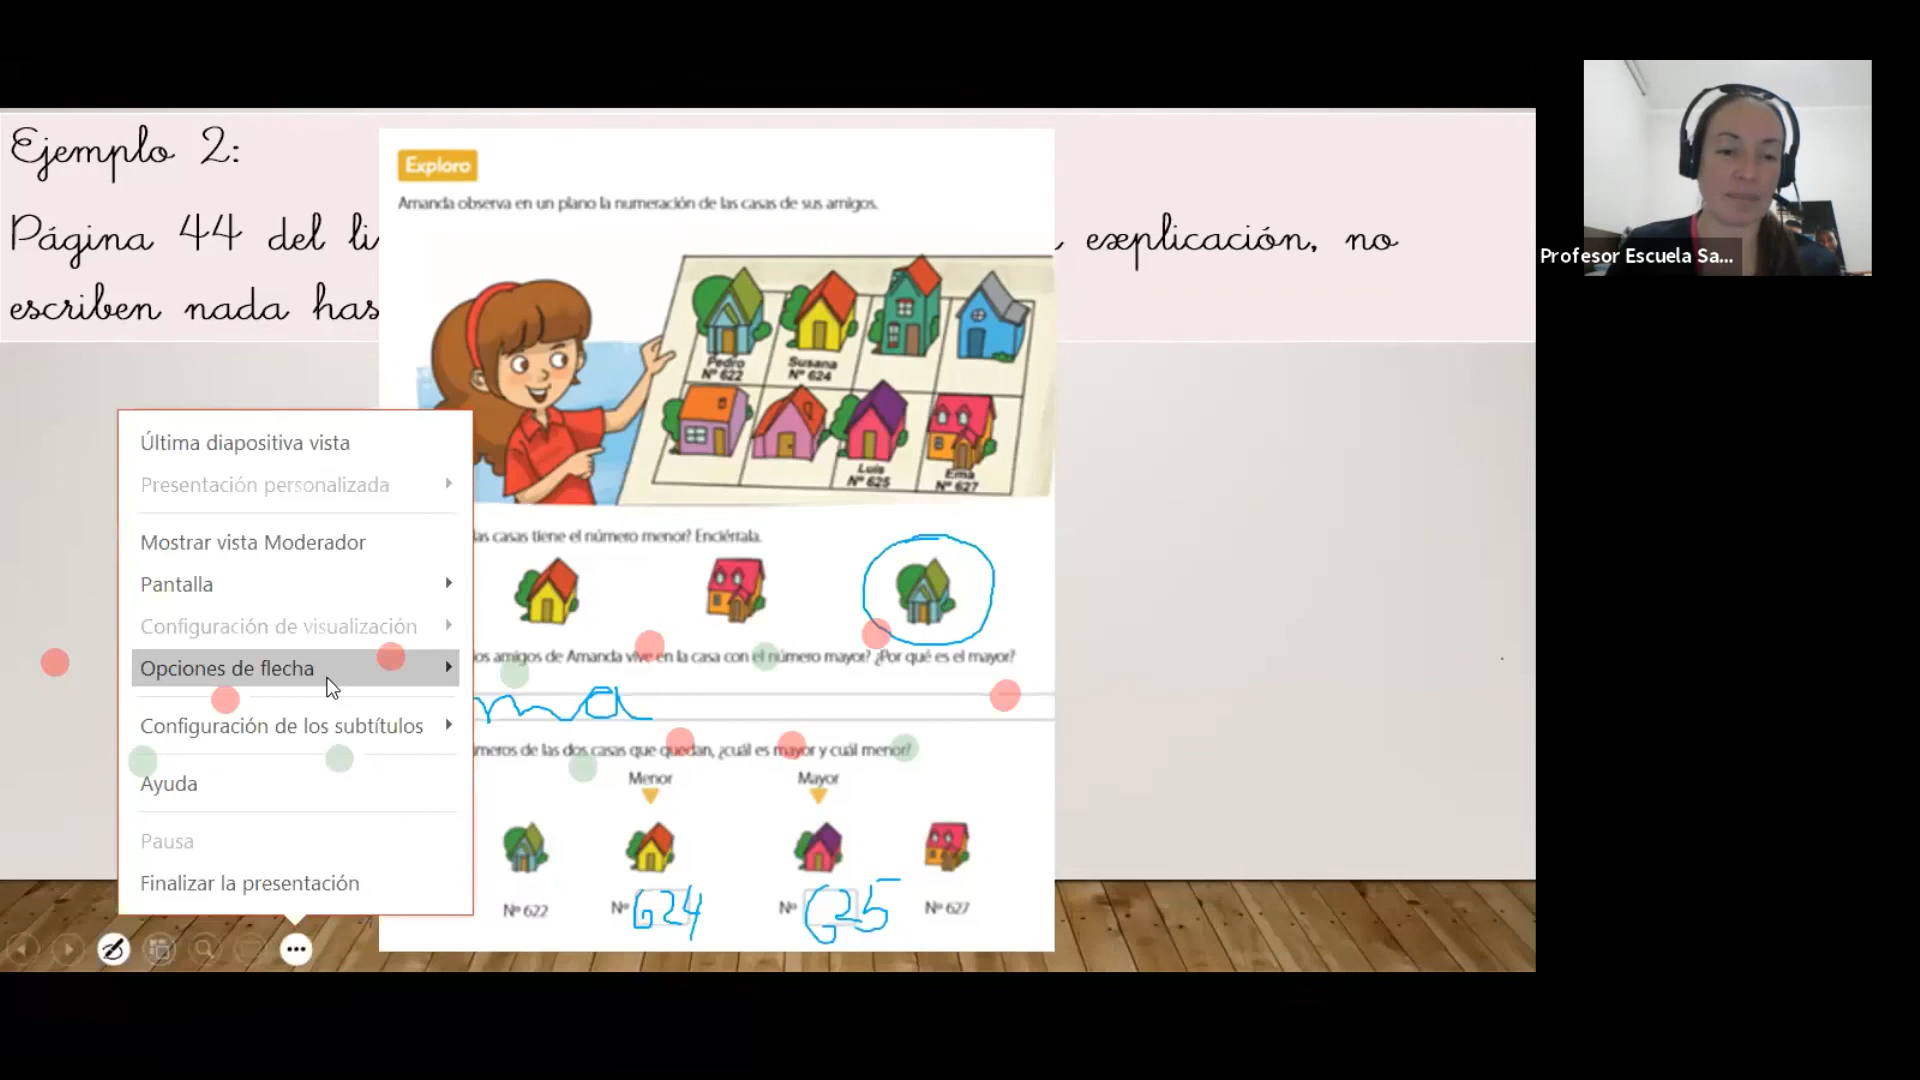 Ejemplo 2:
Página 44 del li
explicación, no
escriben nada has
Exploro
Amanda observa en un plano la numeración de las casas de sus amigos.
Pedro
Nº 622
Susana
Nº 624
Luis
Nº 625
Ema
Nº 627
las casas tiene el número menor? Enciérrala.
os amigos de Amanda vive en la casa con el número mayor? ¿Por qué es el mayor?
ma
meros de las dos casas que quedan, ¿cuál es mayor y cuál menor?
Menor
Mayor
Nº 622
Nº 624
Nº 625
Nº 627
Última diapositiva vista
Presentación personalizada
Mostrar vista Moderador
Pantalla
Configuración de visualización
Opciones de flecha
Configuración de los subtítulos
Ayuda
Pausa
Finalizar la presentación
Profesor Escuela Sa...